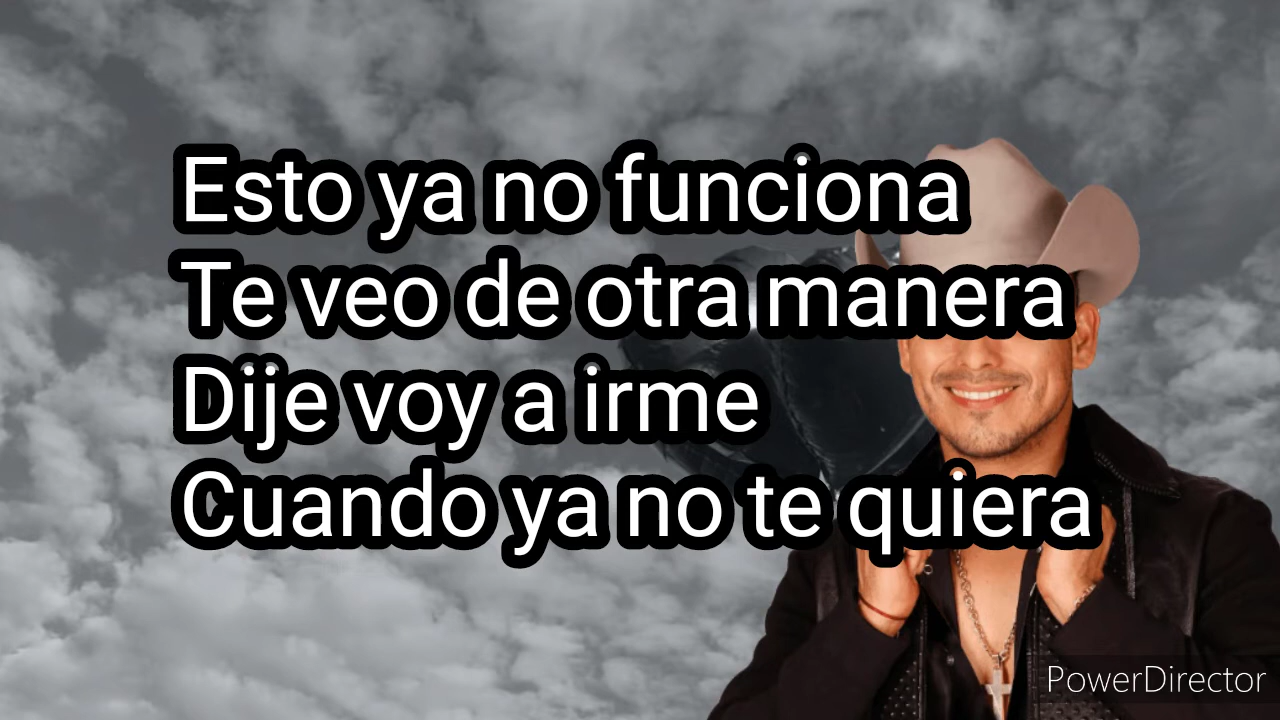 Esto ya no funciona
Te veo de otra manera
Dije voy a irme
Cuando ya no te quiera
PowerDirector